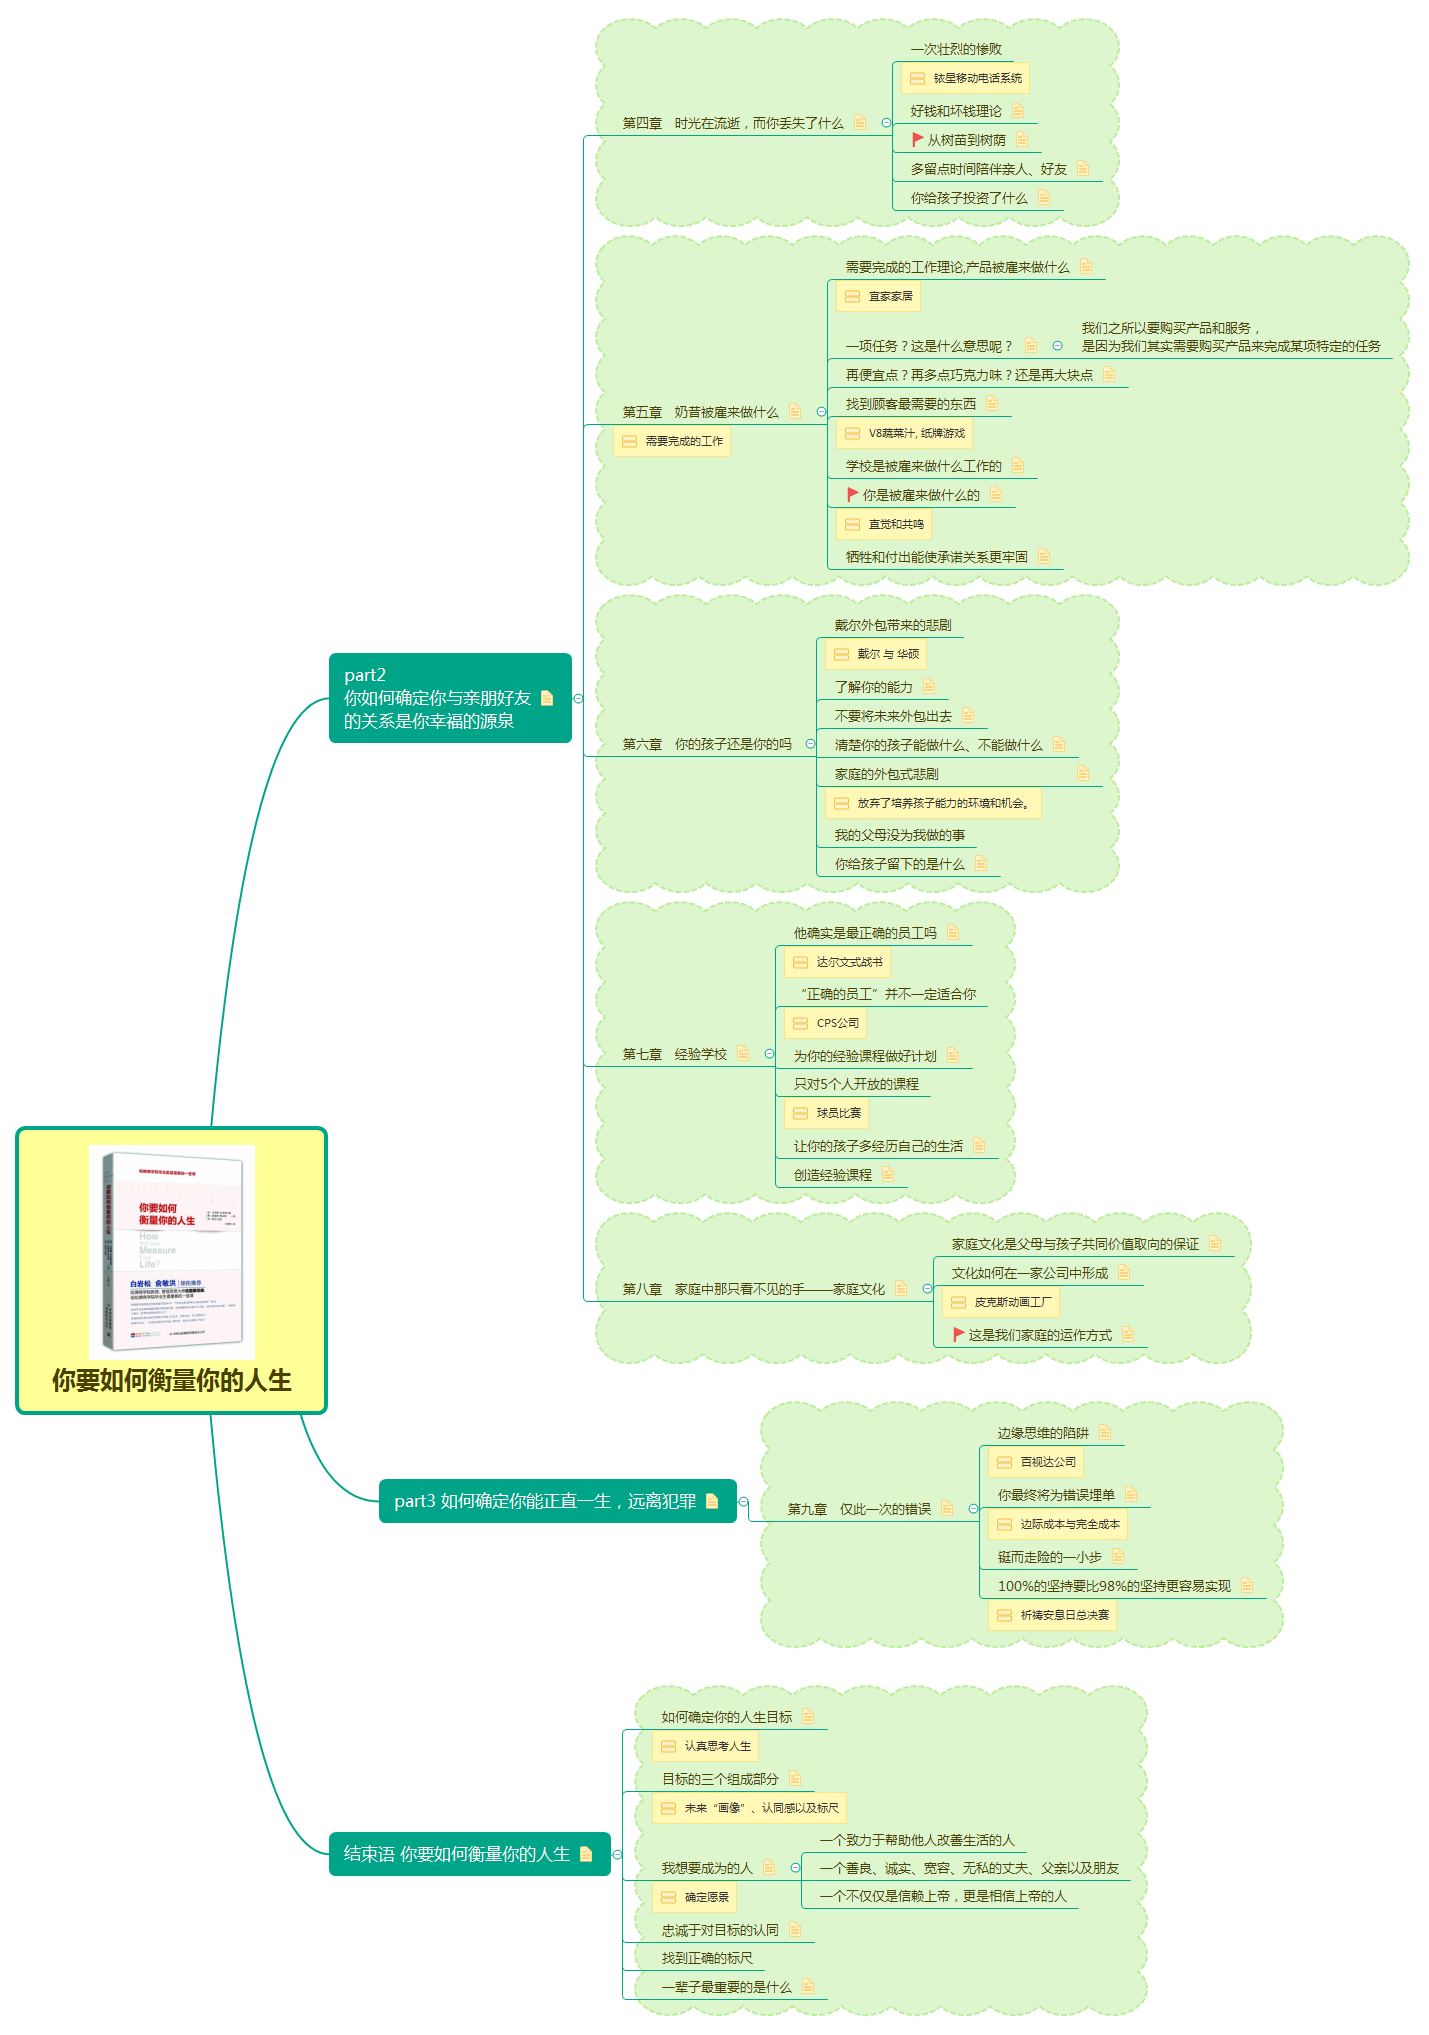 一次壮烈的惨败
铱星移动电话系统
好钱和坏钱理论
第四章 时光在流逝，而你丢失了什么
从树苗到树荫
多留点时间陪伴亲人、好友
你给孩子投资了什么
需要完成的工作理论,产品被雇来做什么
宜家家居
一项任务？这是什么意思呢？
我们之所以要购买产品和服务，
是因为我们其实需要购买产品来完成某项特定的任务
再便宜点？再多点巧克力味？还是再大块点
找到顾客最需要的东西
第五章 奶昔被雇来做什么
需要完成的工作
V8蔬菜汁, 纸牌游戏
学校是被雇来做什么工作的
你是被雇来做什么的
直觉和共鸣
牺牲和付出能使承诺关系更牢固
part2
你如何确定你与亲朋好友
的关系是你幸福的源泉
戴尔外包带来的悲剧
戴尔 与 华硕
了解你的能力
不要将未来外包出去
第六章 你的孩子还是你的吗
清楚你的孩子能做什么、不能做什么
家庭的外包式悲剧
放弃了培养孩子能力的环境和机会。
我的父母没为我做的事
你给孩子留下的是什么
他确实是最正确的员工吗
达尔文式战书
“正确的员工”并不一定适合你
CPS公司
第七章 经验学校
为你的经验课程做好计划
只对5个人开放的课程
球员比赛
让你的孩子多经历自己的生活
创造经验课程
家庭文化是父母与孩子共同价值取向的保证
文化如何在一家公司中形成
第八章 家庭中那只看不见的手——家庭文化
皮克斯动画工厂
这是我们家庭的运作方式
你要如何
衡量你的人生
How
Measure
Life?
白岩松 俞敏洪
你要如何衡量你的人生
part3 如何确定你能正直一生，远离犯罪
边缘思维的陷阱
百视达公司
你最终将为错误埋单
第九章 仅此一次的错误
边际成本与完全成本
铤而走险的一小步
100%的坚持要比98%的坚持更容易实现
祈祷安息日总决赛
结束语 你要如何衡量你的人生
如何确定你的人生目标
认真思考人生
目标的三个组成部分
未来“画像”、认同感以及标尺
我想要成为的人
确定愿景
一个致力于帮助他人改善生活的人
一个善良、诚实、宽容、无私的丈夫、父亲以及朋友
一个不仅仅是信赖上帝，更是相信上帝的人
忠诚于对目标的认同
找到正确的标尺
一辈子最重要的是什么